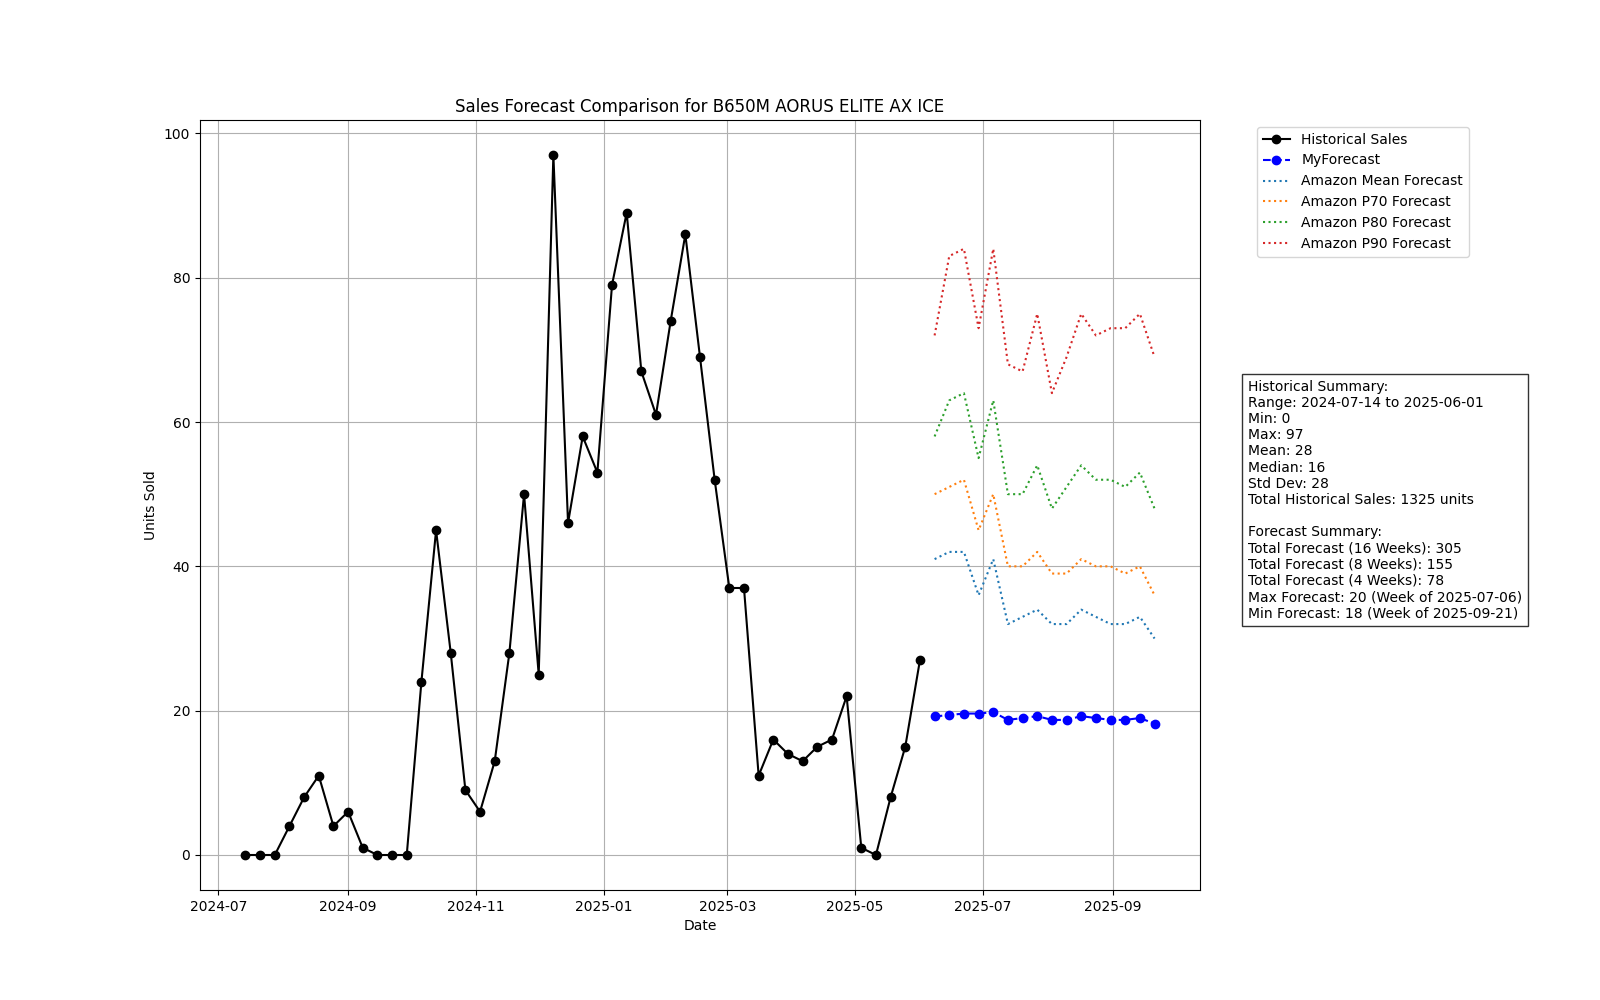 Sales Forecast Comparison for B650M AORUS ELITE AX ICE
100
80
60
40
20
0
Units Sold
2024-07
2024-09
2024-11
2025-01
2025-03
2025-05
2025-07
2025-09
Date
Historical Sales
MyForecast
Amazon Mean Forecast
Amazon P70 Forecast
Amazon P80 Forecast
Amazon P90 Forecast
Historical Summary:
Range: 2024-07-14 to 2025-06-01
Min: 0
Max: 97
Mean: 28
Median: 16
Std Dev: 28
Total Historical Sales: 1325 units
Forecast Summary:
Total Forecast (16 Weeks): 305
Total Forecast (8 Weeks): 155
Total Forecast (4 Weeks): 78
Max Forecast: 20 (Week of 2025-07-06)
Min Forecast: 18 (Week of 2025-09-21)